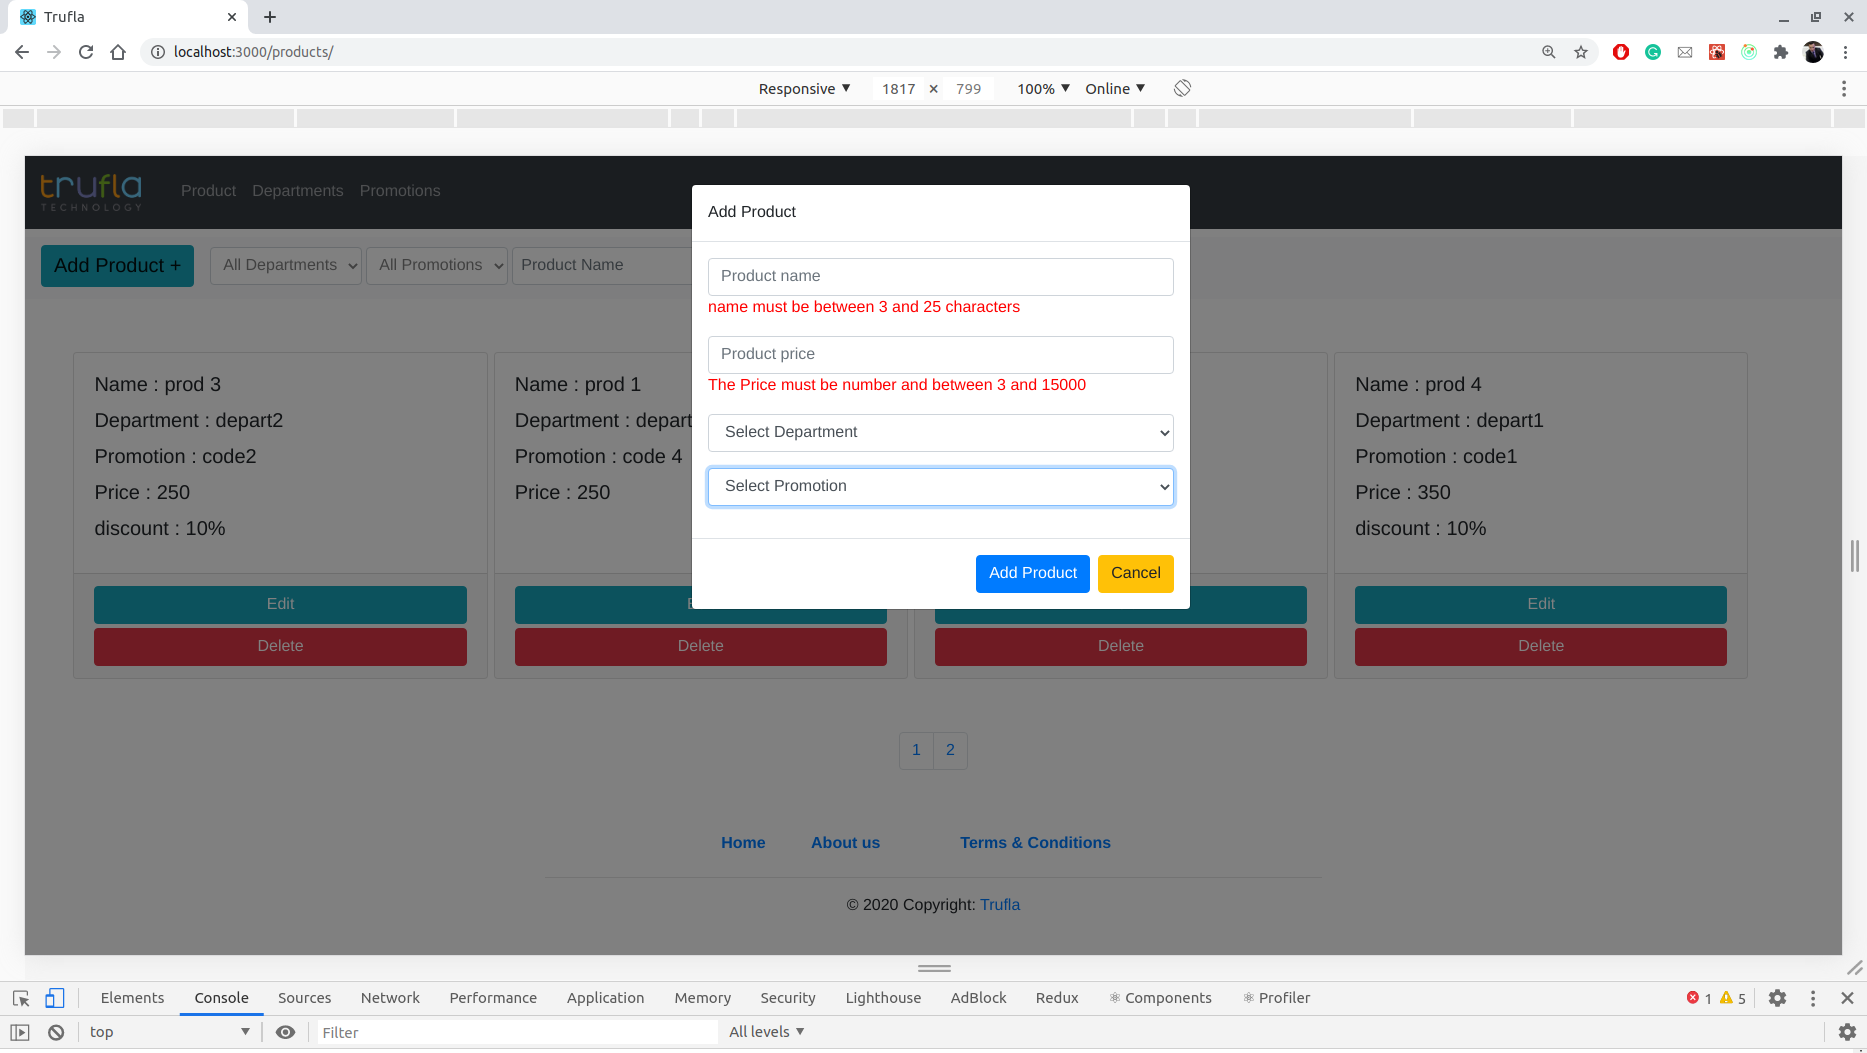 Trufla
localhost:3000/products/
Responsive ▼ 1817 × 799 100% ▼ Online ▼
trufla
TECHNOLOGY
Product Departments Promotions
Add Product +
All Departments
All Promotions
Product Name
Add Product
Product name
name must be between 3 and 25 characters
Product price
The Price must be number and between 3 and 15000
Select Department
Select Promotion
Add Product Cancel
Name : prod 3
Department : depart2
Promotion : code2
Price : 250
discount : 10%
Edit
Delete
Name : prod 1
Department : depart
Promotion : code 4
Price : 250
Delete
Delete
Name : prod 4
Department : depart1
Promotion : code1
Price : 350
discount : 10%
Edit
Delete
1 2
Home About us Terms & Conditions
© 2020 Copyright: Trufla
Elements Console Sources Network Performance Application Memory Security Lighthouse AdBlock Redux ⚛ Components ⚛ Profiler 1 5
top ▼ Filter All levels ▼